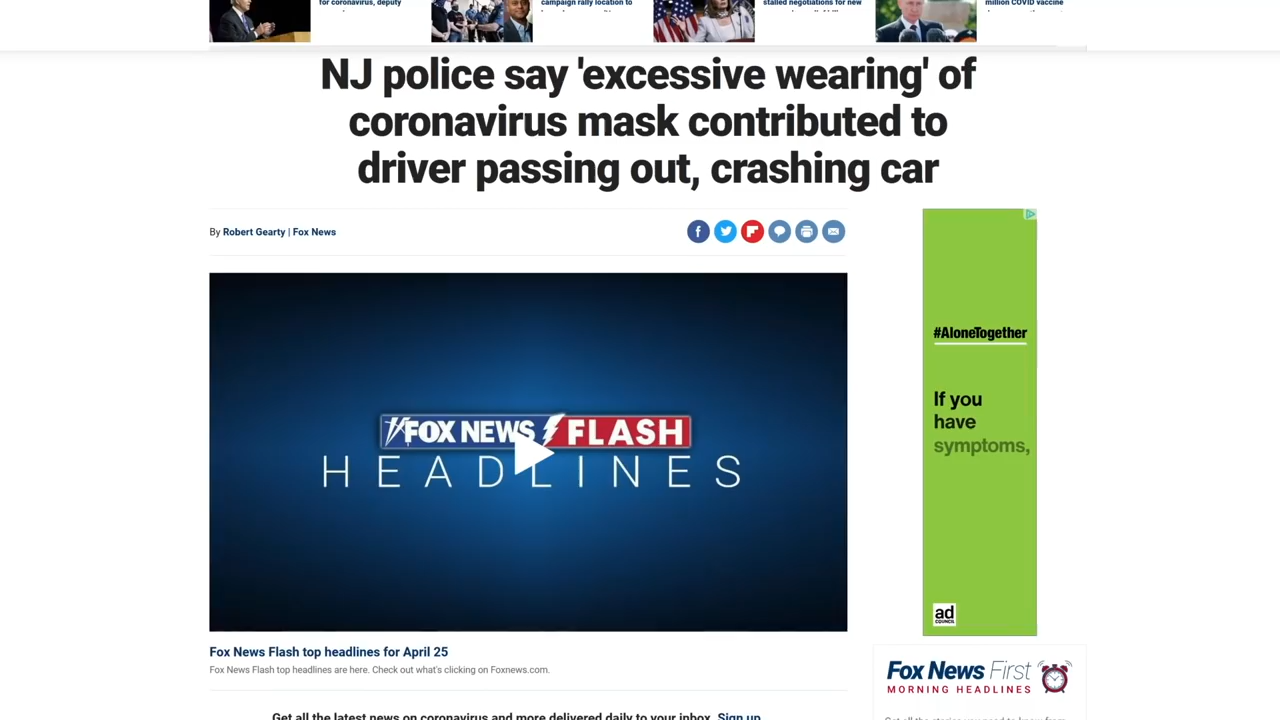 for coronavirus, deputy
campaign rally location to
stalled negotiations for new
million COVID vaccine
NJ police say 'excessive wearing' of
coronavirus mask contributed to
driver passing out, crashing car
By Robert Gearty | Fox News
#AloneTogether
If you
have
symptoms,
ad
COUNCIL
FOX NEWS FLASH
HEADLINES
Fox News Flash top headlines for April 25
Fox News Flash top headlines are here. Check out what's clicking on Foxnews.com.
Fox News First
MORNING HEADLINES
Get all the latest news on coronavirus and more delivered daily to your inbox. Sign up